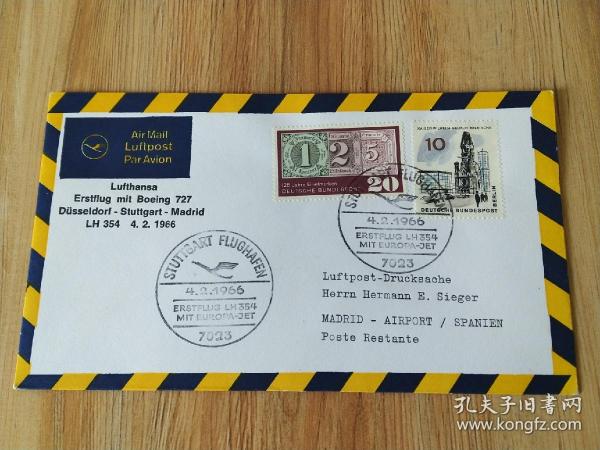 Air Mail
Luftpost
Par Avion
Lufthansa
Erstflug mit Boeing 727
Düsseldorf - Stuttgart - Madrid
LH 354 4. 2. 1966
1 2 5
125 Jahre Briefmarken
DEUTSCHE BUNDESPOST
20
10
DEUTSCHE BUNDESPOST
BERLIN
STUTTGART FLUGHAFEN
4.2.1966
ERSTFLUG LH 354
MIT EUROPA-JET
7023
STUTTGART FLUGHAFEN
4.2.1966
ERSTFLUG LH 354
MIT EUROPA-JET
7023
Luftpost-Drucksache
Herrn Hermann E. Sieger
MADRID - AIRPORT / SPANIEN
Poste Restante
孔夫子旧书网
www.kongfz.com